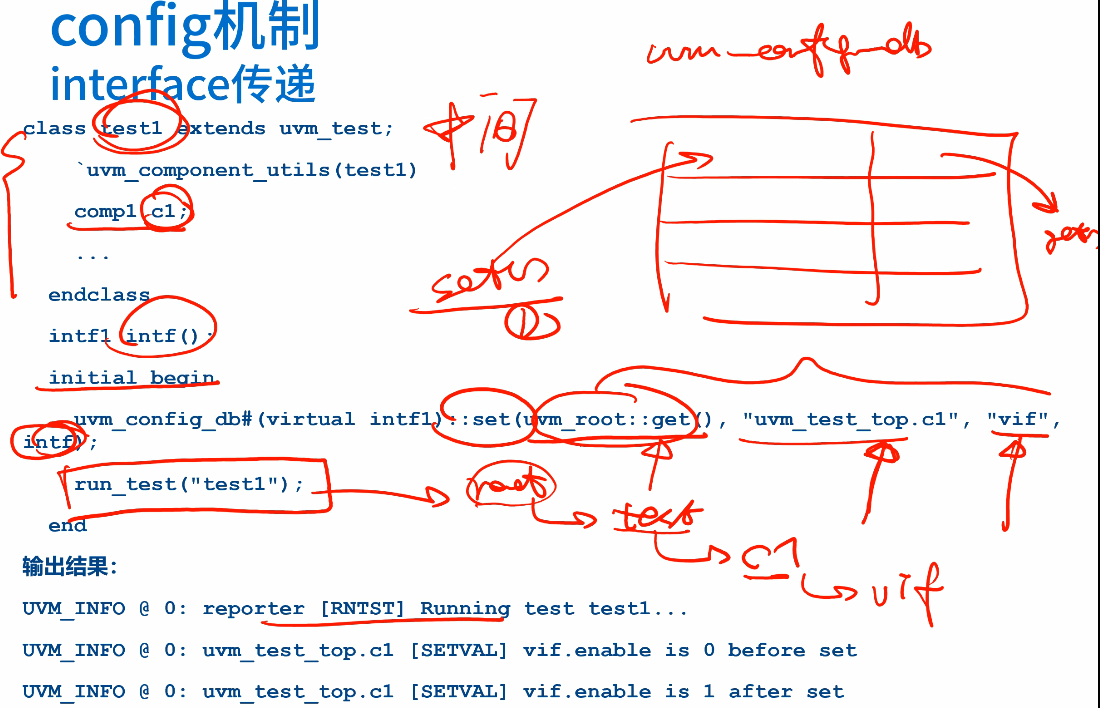 config机制
interface传递
uvm_config_db
class test1 extends uvm_test;
中间
`uvm_component_utils(test1)
comp1 c1;
...
set()
①
endclass
intf1 intf();
initial begin
uvm_config_db#(virtual intf1)::set(uvm_root::get(), "uvm_test_top.c1", "vif",
intf);
run_test("test1");
root
test
end
c1
vif
输出结果：
UVM_INFO @ 0: reporter [RNTST] Running test test1...
UVM_INFO @ 0: uvm_test_top.c1 [SETVAL] vif.enable is 0 before set
UVM_INFO @ 0: uvm_test_top.c1 [SETVAL] vif.enable is 1 after set